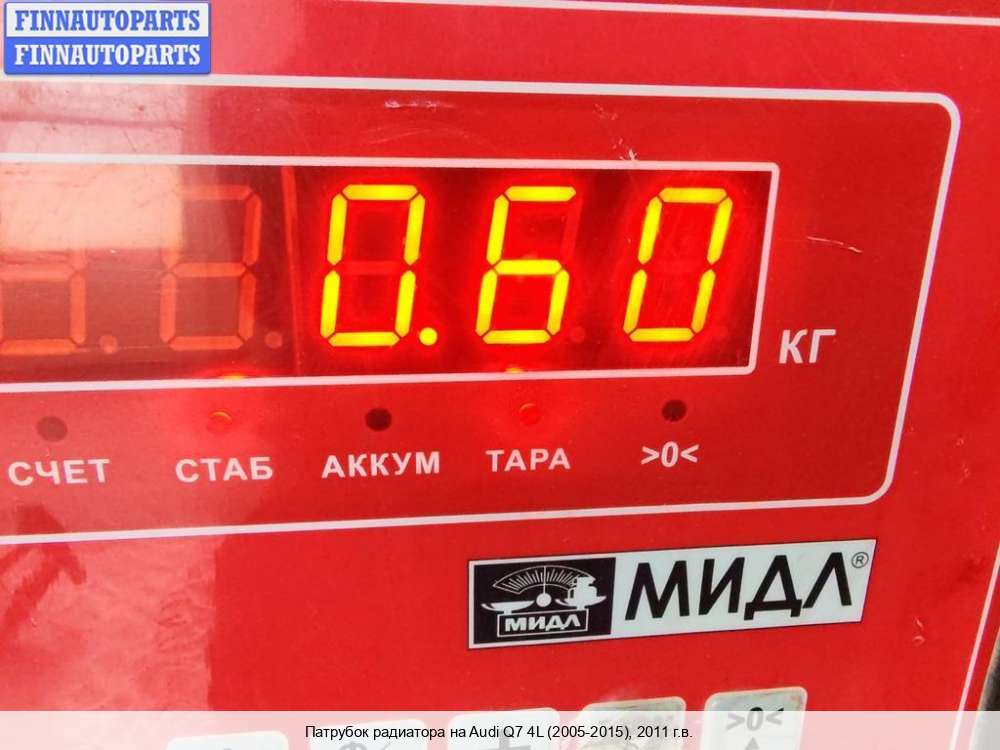 FINNAUTOPARTS
FINNAUTOPARTS
0.60
КГ
СЧЕТ СТАБ АККУМ ТАРА >0<
МИДЛ МИДЛ®
>0<
Патрубок радиатора на Audi Q7 4L (2005-2015), 2011 г.в.